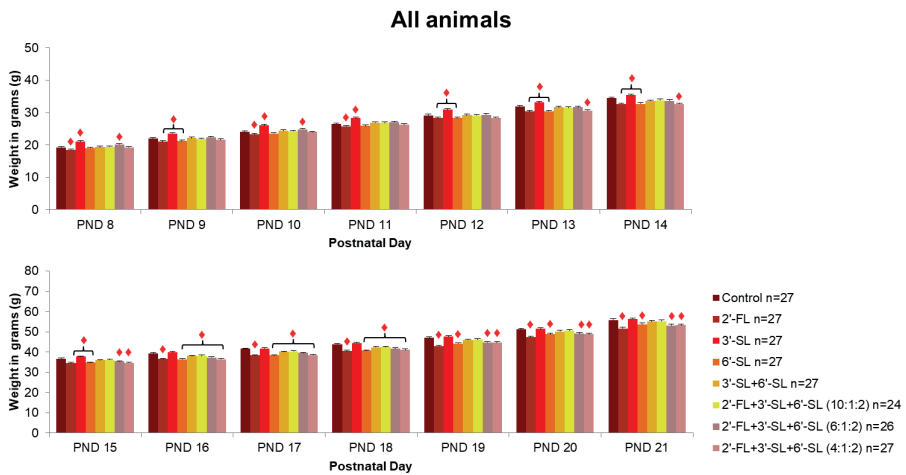 All animals
Weight in grams (g)
50
40
30
20
10
0
PND 8 PND 9 PND 10 PND 11 PND 12 PND 13 PND 14
Postnatal Day
Weight in grams (g)
80
70
60
50
40
30
20
10
0
PND 15 PND 16 PND 17 PND 18 PND 19 PND 20 PND 21
Postnatal Day
Control n=27
2'-FL n=27
3'-SL n=27
6'-SL n=27
3'-SL+6'-SL n=27
2'-FL+3'-SL+6'-SL (10:1:2) n=24
2'-FL+3'-SL+6'-SL (6:1:2) n=26
2'-FL+3'-SL+6'-SL (4:1:2) n=27